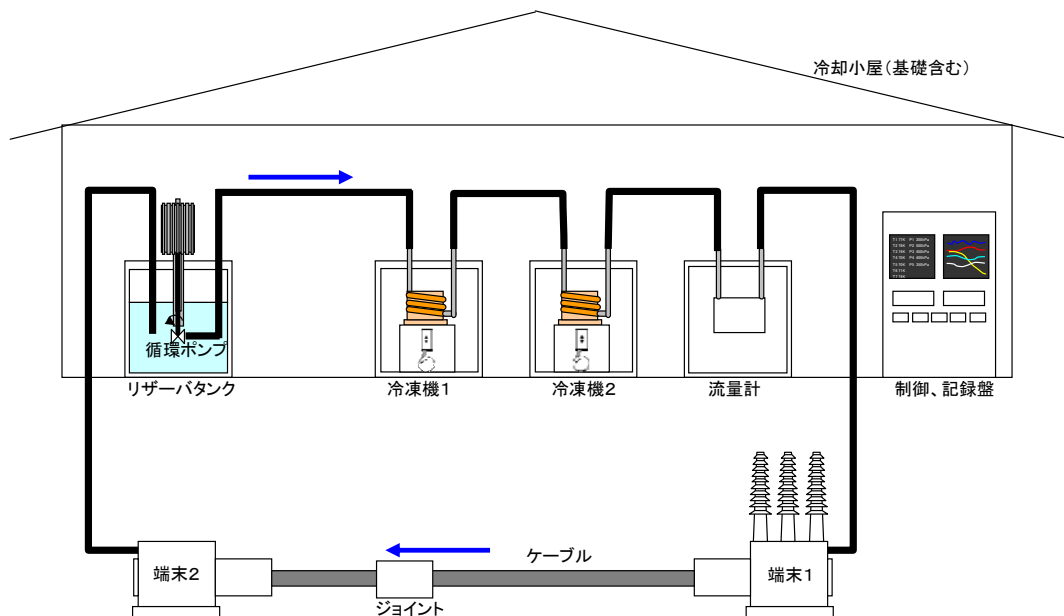 冷却小屋(基礎含む)
循環ポンプ
リザーバタンク
冷凍機1
冷凍機2
流量計
制御、記録盤
端末2
ジョイント
ケーブル
端末1